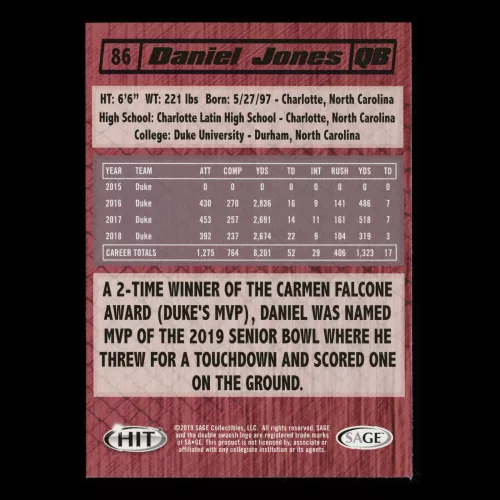 86 Daniel Jones QB
HT: 6'6" WT: 221 lbs Born: 5/27/97 - Charlotte, North Carolina
High School: Charlotte Latin High School - Charlotte, North Carolina
College: Duke University - Durham, North Carolina
YEAR TEAM ATT COMP YDS TD INT RUSH YDS TD
2015 Duke 0 0 0 0 0 0 0 0
2016 Duke 430 270 2,836 16 9 141 486 7
2017 Duke 453 257 2,691 14 11 161 518 7
2018 Duke 392 237 2,674 22 9 104 319 3
CAREER TOTALS 1,275 764 8,201 52 29 406 1,323 17
A 2-TIME WINNER OF THE CARMEN FALCONE
AWARD (DUKE'S MVP), DANIEL WAS NAMED
MVP OF THE 2019 SENIOR BOWL WHERE HE
THREW FOR A TOUCHDOWN AND SCORED ONE
ON THE GROUND.
HIT
©2019 SAGE Collectibles, LLC. All rights reserved. SAGE
and the double swoosh logo are registered trade marks
of SA•GE. This is not authorized by, associate or
affiliated with any collegiate institution or its agents.
SAGE